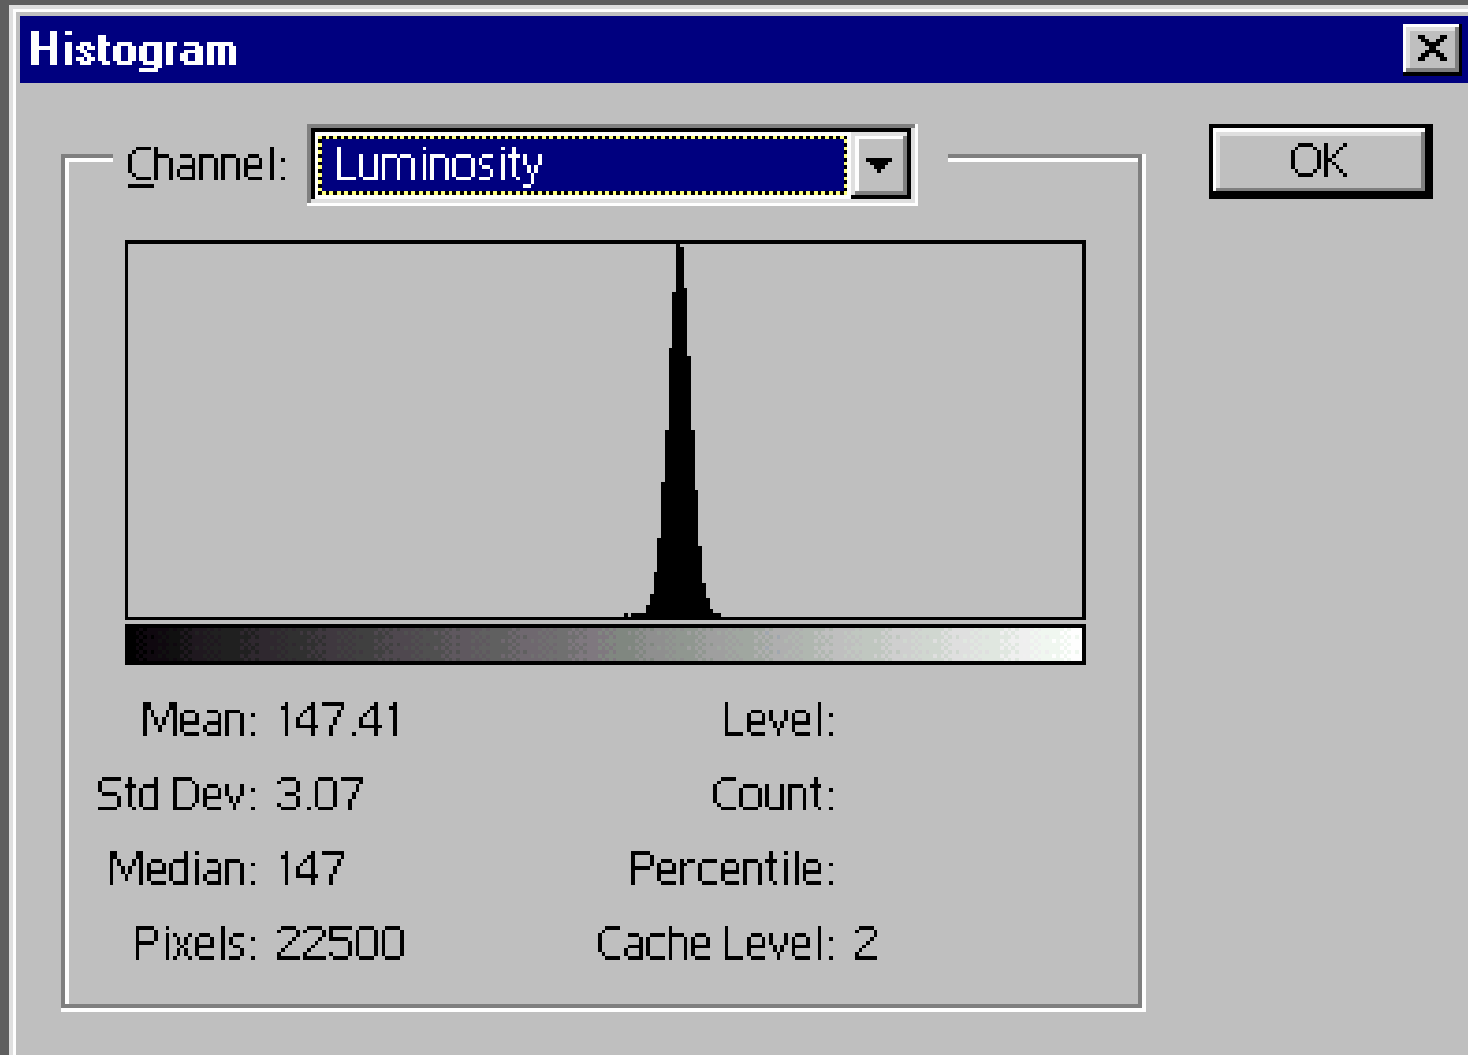 Histogram
Channel: Luminosity
OK
Mean: 147.41 Level:
Std Dev: 3.07 Count:
Median: 147 Percentile:
Pixels: 22500 Cache Level: 2